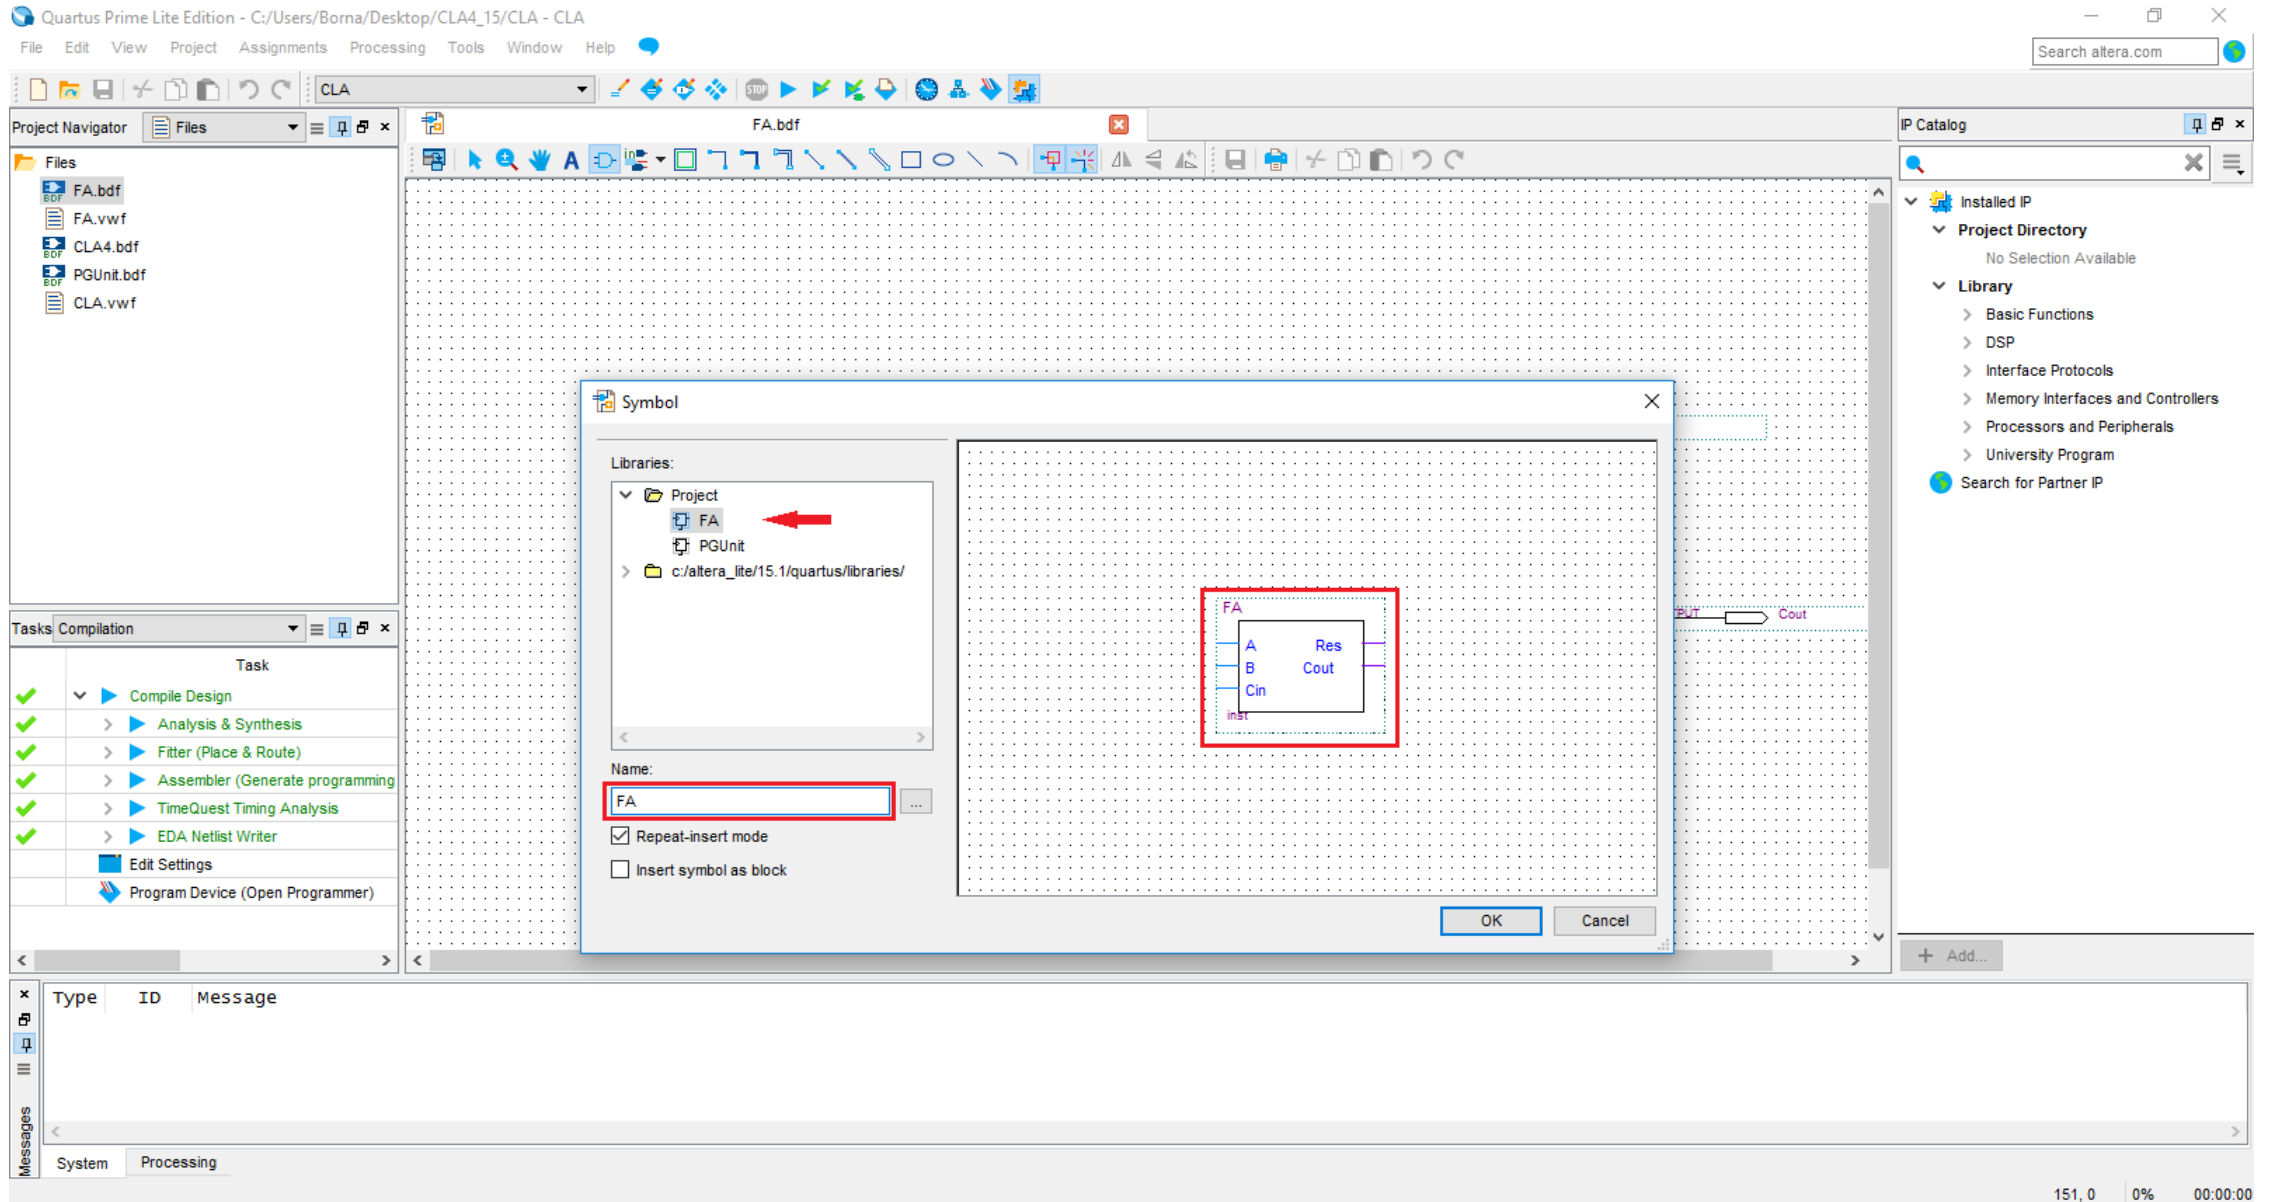 Quartus Prime Lite Edition - C:/Users/Borna/Desktop/CLA4_15/CLA - CLA
File Edit View Project Assignments Processing Tools Window Help
Search altera.com
CLA
STOP
Project Navigator Files
FA.bdf
IP Catalog
Files
BDF FA.bdf
FA.vwf
BDF CLA4.bdf
BDF PGUnit.bdf
CLA.vwf
Installed IP
Project Directory
No Selection Available
Library
Basic Functions
DSP
Interface Protocols
Memory Interfaces and Controllers
Processors and Peripherals
University Program
Search for Partner IP
+ Add...
Symbol
Libraries:
Project
FA
PGUnit
c:/altera_lite/15.1/quartus/libraries/
Name:
FA
...
Repeat-insert mode
Insert symbol as block
FA
A Res
B Cout
Cin
inst
OK Cancel
PUT Cout
Tasks Compilation
Task
Compile Design
Analysis & Synthesis
Fitter (Place & Route)
Assembler (Generate programming
TimeQuest Timing Analysis
EDA Netlist Writer
Edit Settings
Program Device (Open Programmer)
Type ID Message
Messages
System Processing
151, 0 0% 00:00:00